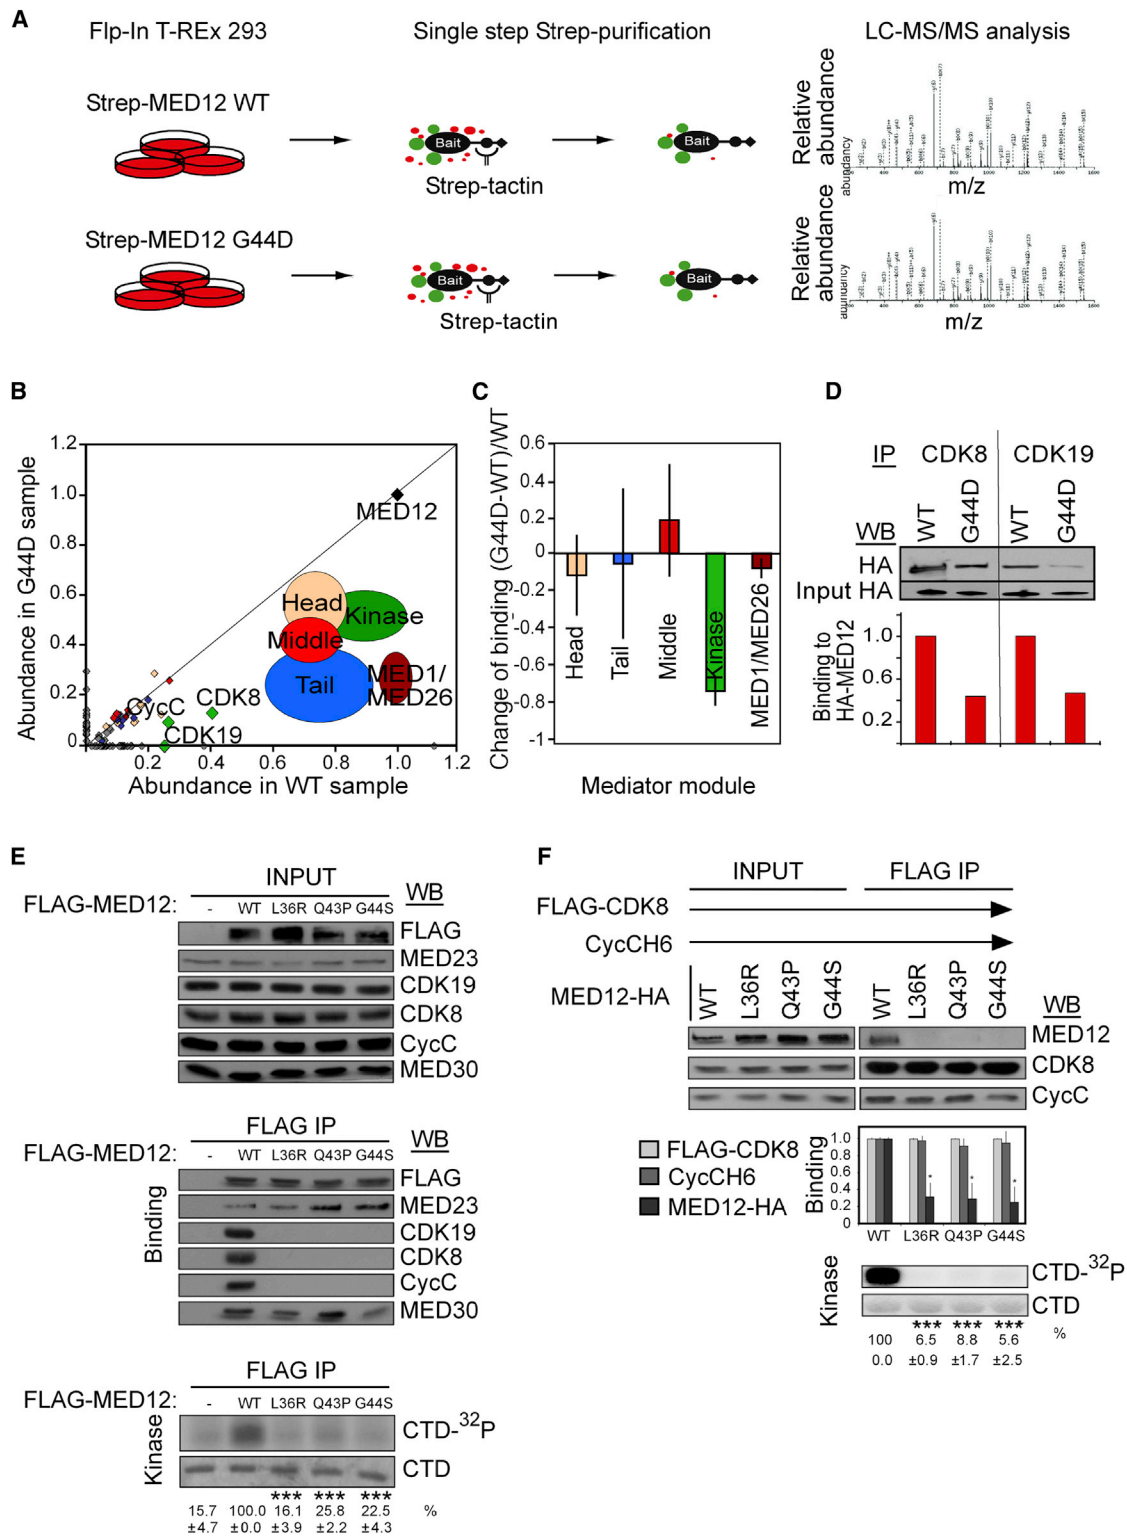 A
Flp-In T-REx 293
Single step Strep-purification
LC-MS/MS analysis
Strep-MED12 WT
Bait
Bait
Strep-tactin
Relative
abundance
abundancy
m/z
Strep-MED12 G44D
Bait
Bait
Strep-tactin
Relative
abundance
m/z
B
Abundance in G44D sample
1.2
1.0
0.8
0.6
0.4
0.2
0
MED12
Head
Kinase
Middle
Tail
MED1/
MED26
CycC
CDK8
CDK19
0.2
0.4
0.6
0.8
1.0
1.2
Abundance in WT sample
C
Change of binding (G44D-WT)/WT
0.6
0.4
0.2
0
-0.2
-0.4
-0.6
-0.8
-1
Head
Tail
Middle
Kinase
MED1/MED26
Mediator module
D
IP CDK8 CDK19
WB WT G44D WT G44D
HA
Input HA
Binding to
HA-MED12
1.0
0.6
0.2
E
INPUT
FLAG-MED12: - WT L36R Q43P G44S WB
FLAG
MED23
CDK19
CDK8
CycC
MED30
FLAG IP
FLAG-MED12: - WT L36R Q43P G44S WB
Binding
FLAG
MED23
CDK19
CDK8
CycC
MED30
FLAG IP
FLAG-MED12: - WT L36R Q43P G44S
Kinase
CTD-³²P
CTD
*** *** ***
15.7 100.0 16.1 25.8 22.5 %
±4.7 ±0.0 ±3.9 ±2.2 ±4.3
F
INPUT FLAG IP
FLAG-CDK8
CycCH6
MED12-HA WT L36R Q43P G44S WT L36R Q43P G44S WB
MED12
CDK8
CycC
FLAG-CDK8
CycCH6
MED12-HA
Binding
1.0
0.8
0.6
0.4
0.2
0
* * *
WT L36R Q43P G44S
Kinase
CTD-³²P
CTD
*** *** ***
100 6.5 8.8 5.6 %
0.0 ±0.9 ±1.7 ±2.5